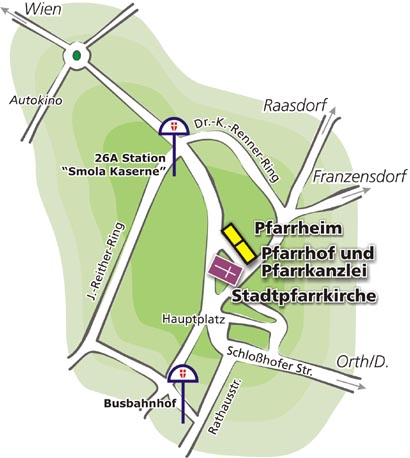 Wien
Autokino
Dr.-K.-Renner-Ring
Raasdorf
26A Station
"Smola Kaserne"
Franzensdorf
J.-Reither-Ring
Pfarrheim
Pfarrhof und
Pfarrkanzlei
Stadtpfarrkirche
Hauptplatz
Schloßhofer Str.
Orth/D.
Busbahnhof
Rathausstr.